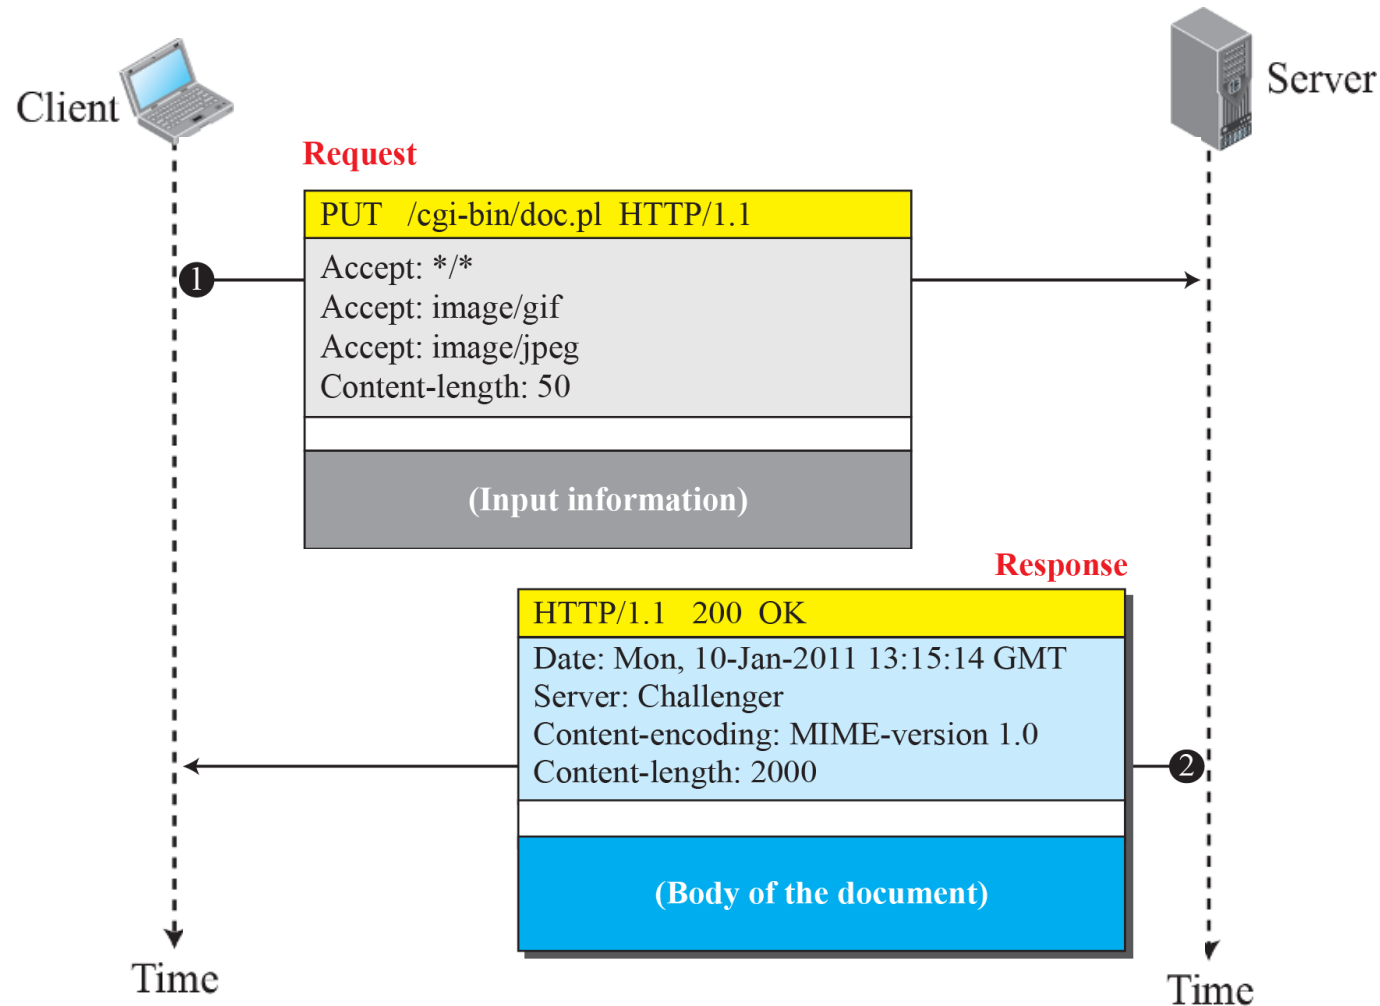 Client
Server
Request
PUT /cgi-bin/doc.pl HTTP/1.1
1
Accept: */*
Accept: image/gif
Accept: image/jpeg
Content-length: 50
(Input information)
Response
HTTP/1.1 200 OK
Date: Mon, 10-Jan-2011 13:15:14 GMT
Server: Challenger
Content-encoding: MIME-version 1.0
Content-length: 2000
2
(Body of the document)
Time
Time